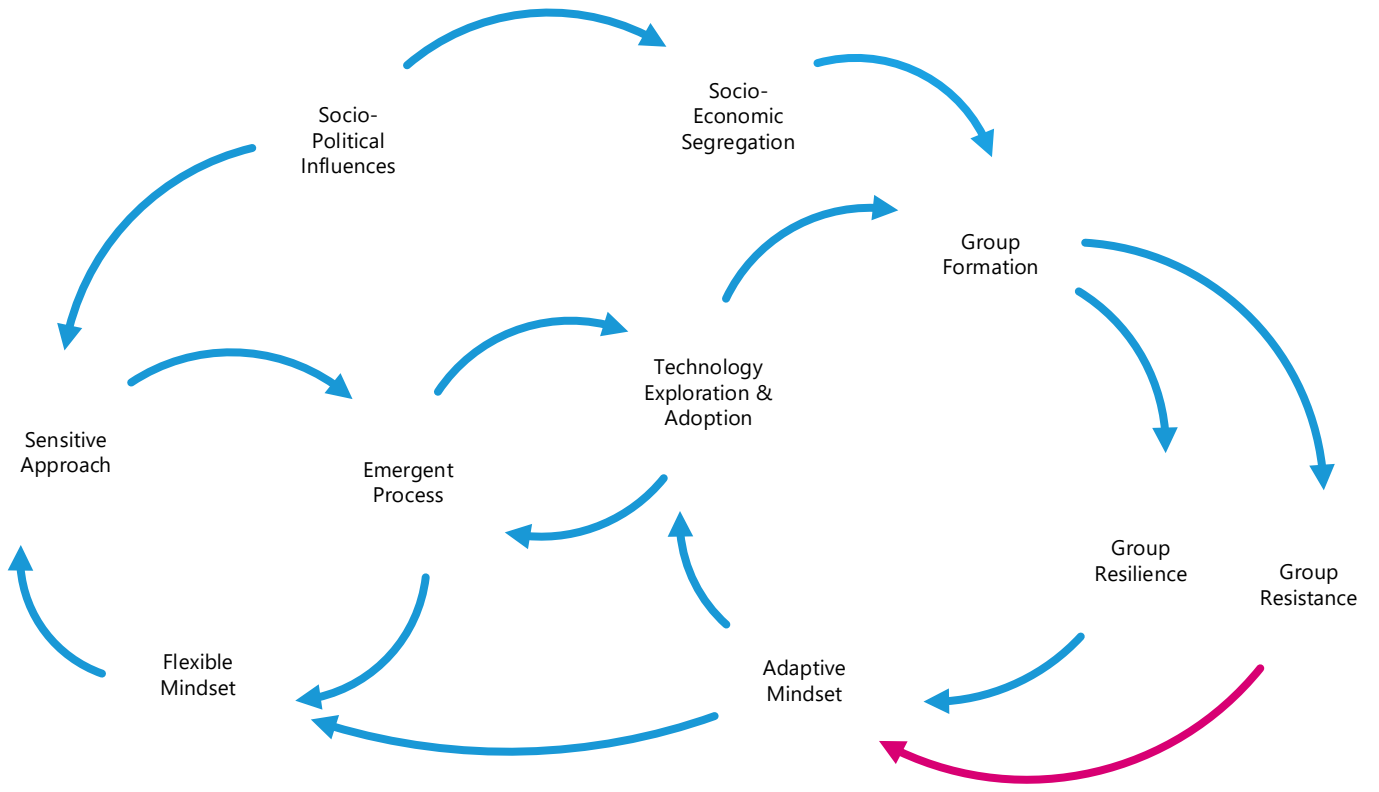 Socio-
Political
Influences
Socio-
Economic
Segregation
Group
Formation
Technology
Exploration &
Adoption
Sensitive
Approach
Emergent
Process
Group
Resilience
Group
Resistance
Flexible
Mindset
Adaptive
Mindset